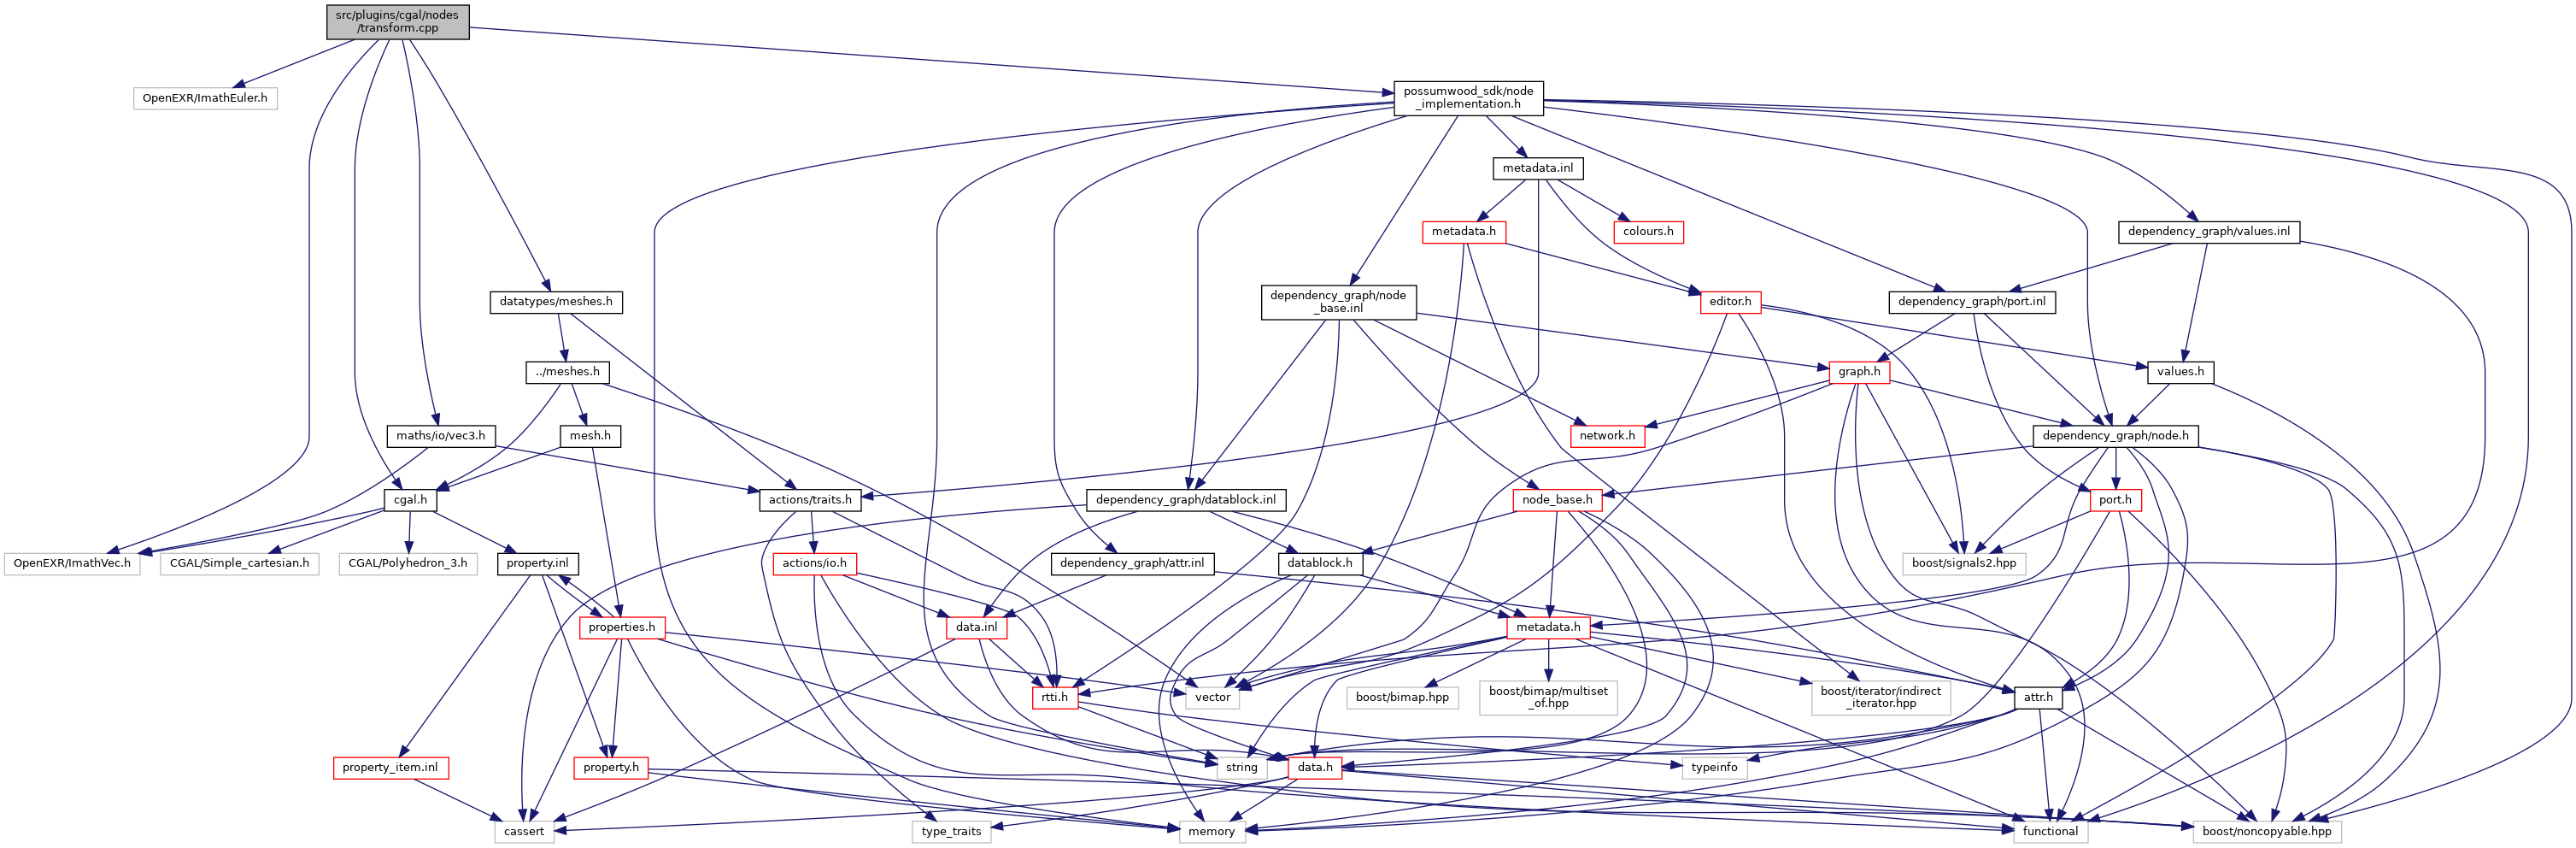 src/plugins/cgal/nodes
/transform.cpp
OpenEXR/ImathEuler.h
possumwood_sdk/node
_implementation.h
metadata.inl
metadata.h
colours.h
dependency_graph/values.inl
datatypes/meshes.h
dependency_graph/node
_base.inl
editor.h
dependency_graph/port.inl
../meshes.h
graph.h
values.h
maths/io/vec3.h
mesh.h
network.h
dependency_graph/node.h
cgal.h
actions/traits.h
dependency_graph/datablock.inl
node_base.h
port.h
OpenEXR/ImathVec.h
CGAL/Simple_cartesian.h
CGAL/Polyhedron_3.h
property.inl
actions/io.h
dependency_graph/attr.inl
datablock.h
boost/signals2.hpp
properties.h
data.inl
metadata.h
rtti.h
vector
boost/bimap.hpp
boost/bimap/multiset
_of.hpp
boost/iterator/indirect
_iterator.hpp
attr.h
property_item.inl
property.h
string
data.h
typeinfo
cassert
type_traits
memory
functional
boost/noncopyable.hpp